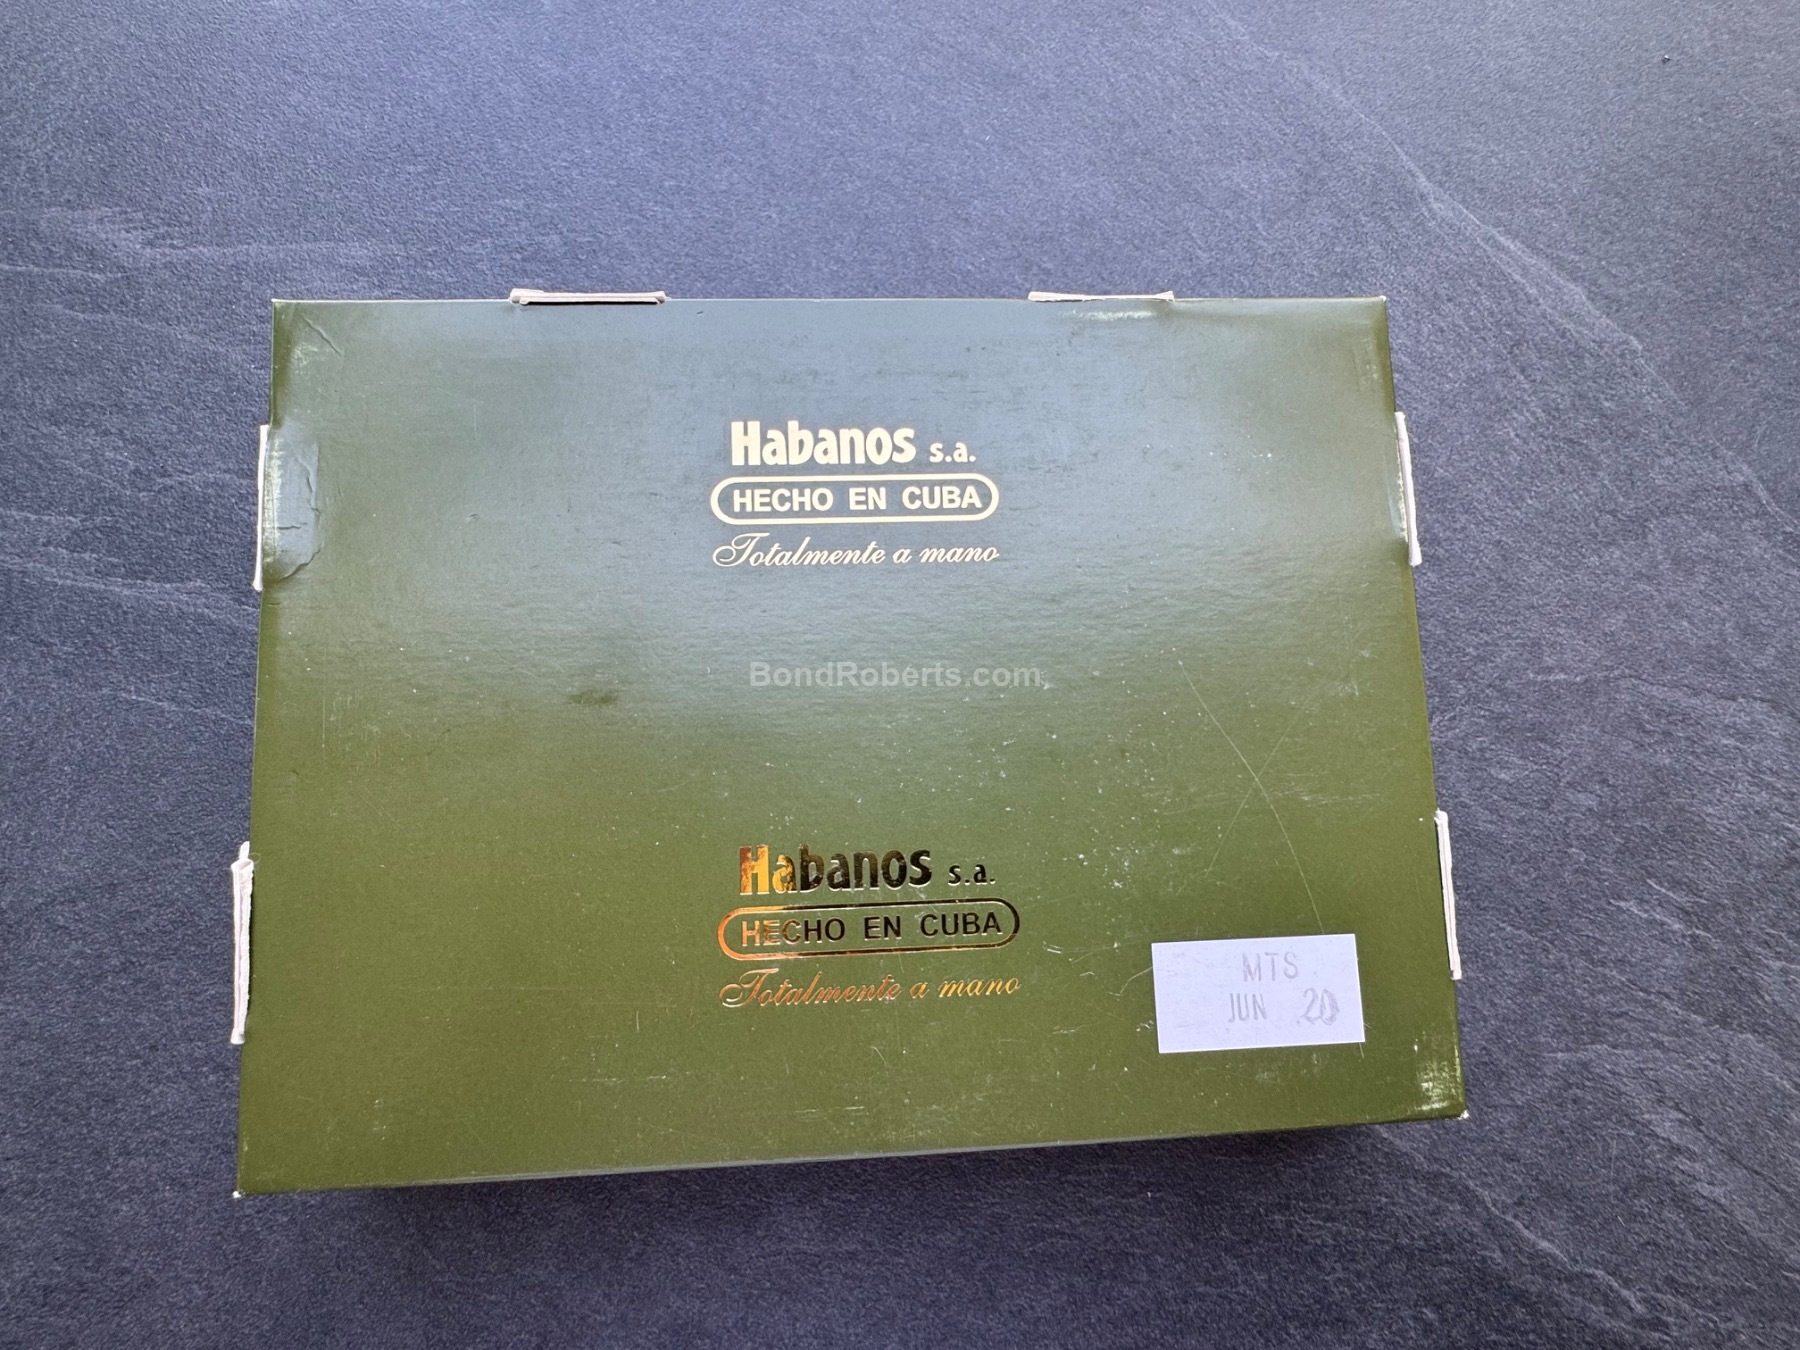 Habanos s.a.
HECHO EN CUBA
Totalmente a mano
BondRoberts.com
Habanos s.a.
HECHO EN CUBA
Totalmente a mano
MTS
JUN 20